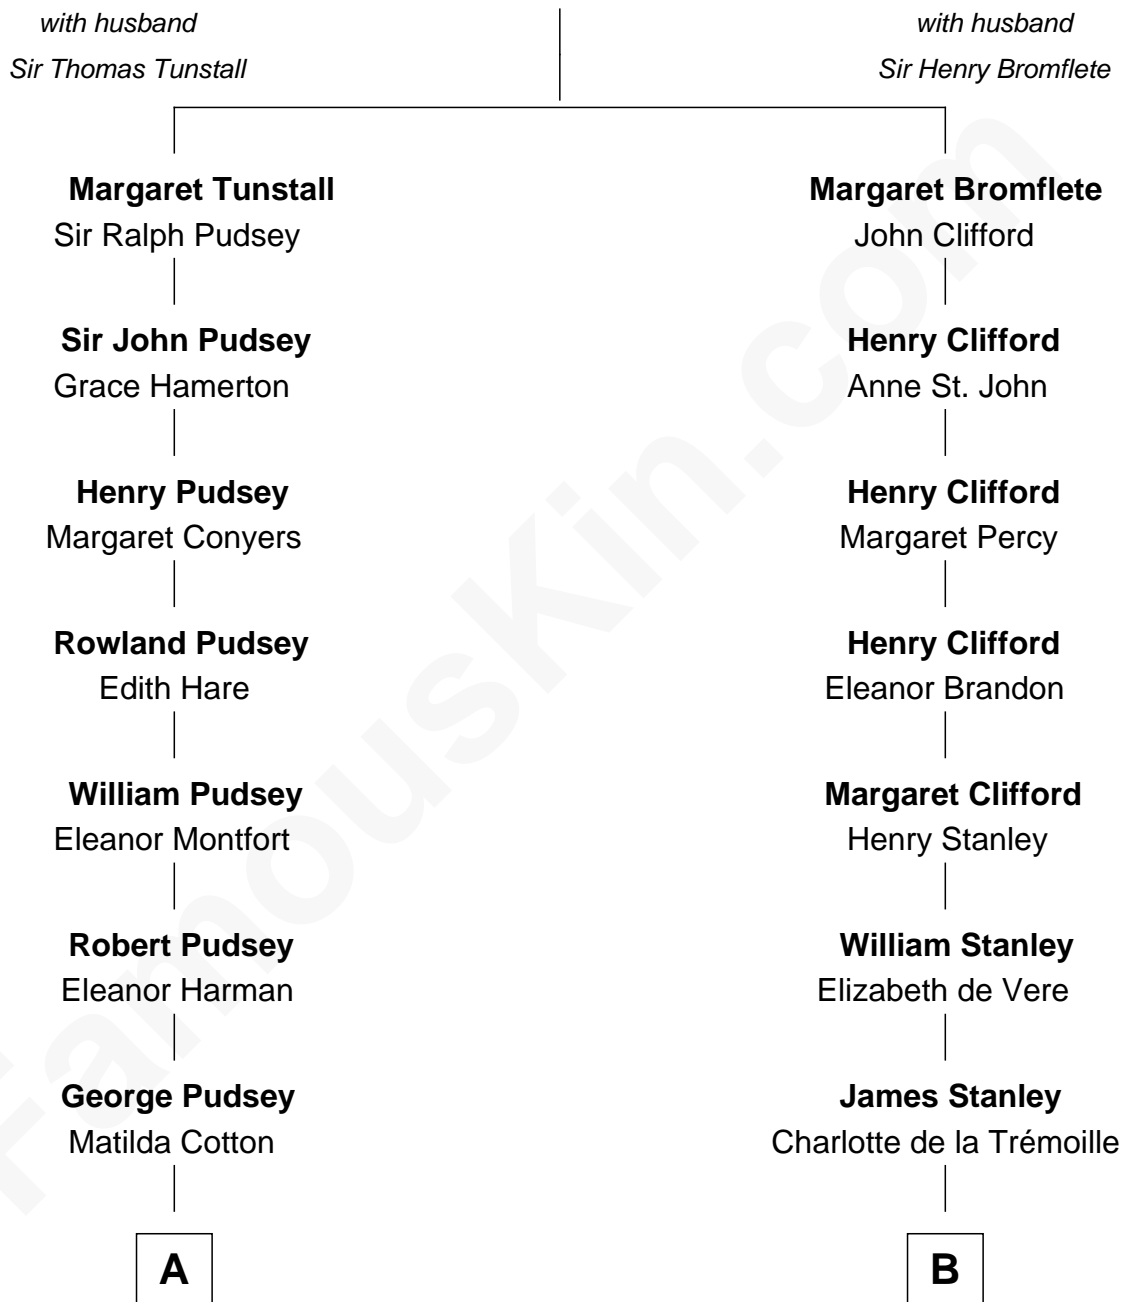 with husband
Sir Thomas Tunstall
with husband
Sir Henry Bromflete
Margaret Tunstall
Sir Ralph Pudsey
Margaret Bromflete
John Clifford
Sir John Pudsey
Grace Hamerton
Henry Clifford
Anne St. John
Henry Pudsey
Margaret Conyers
Henry Clifford
Margaret Percy
Rowland Pudsey
Edith Hare
Henry Clifford
Eleanor Brandon
William Pudsey
Eleanor Montfort
Margaret Clifford
Henry Stanley
Robert Pudsey
Eleanor Harman
William Stanley
Elizabeth de Vere
George Pudsey
Matilda Cotton
James Stanley
Charlotte de la Trémoille
A
B
FamousKin.com